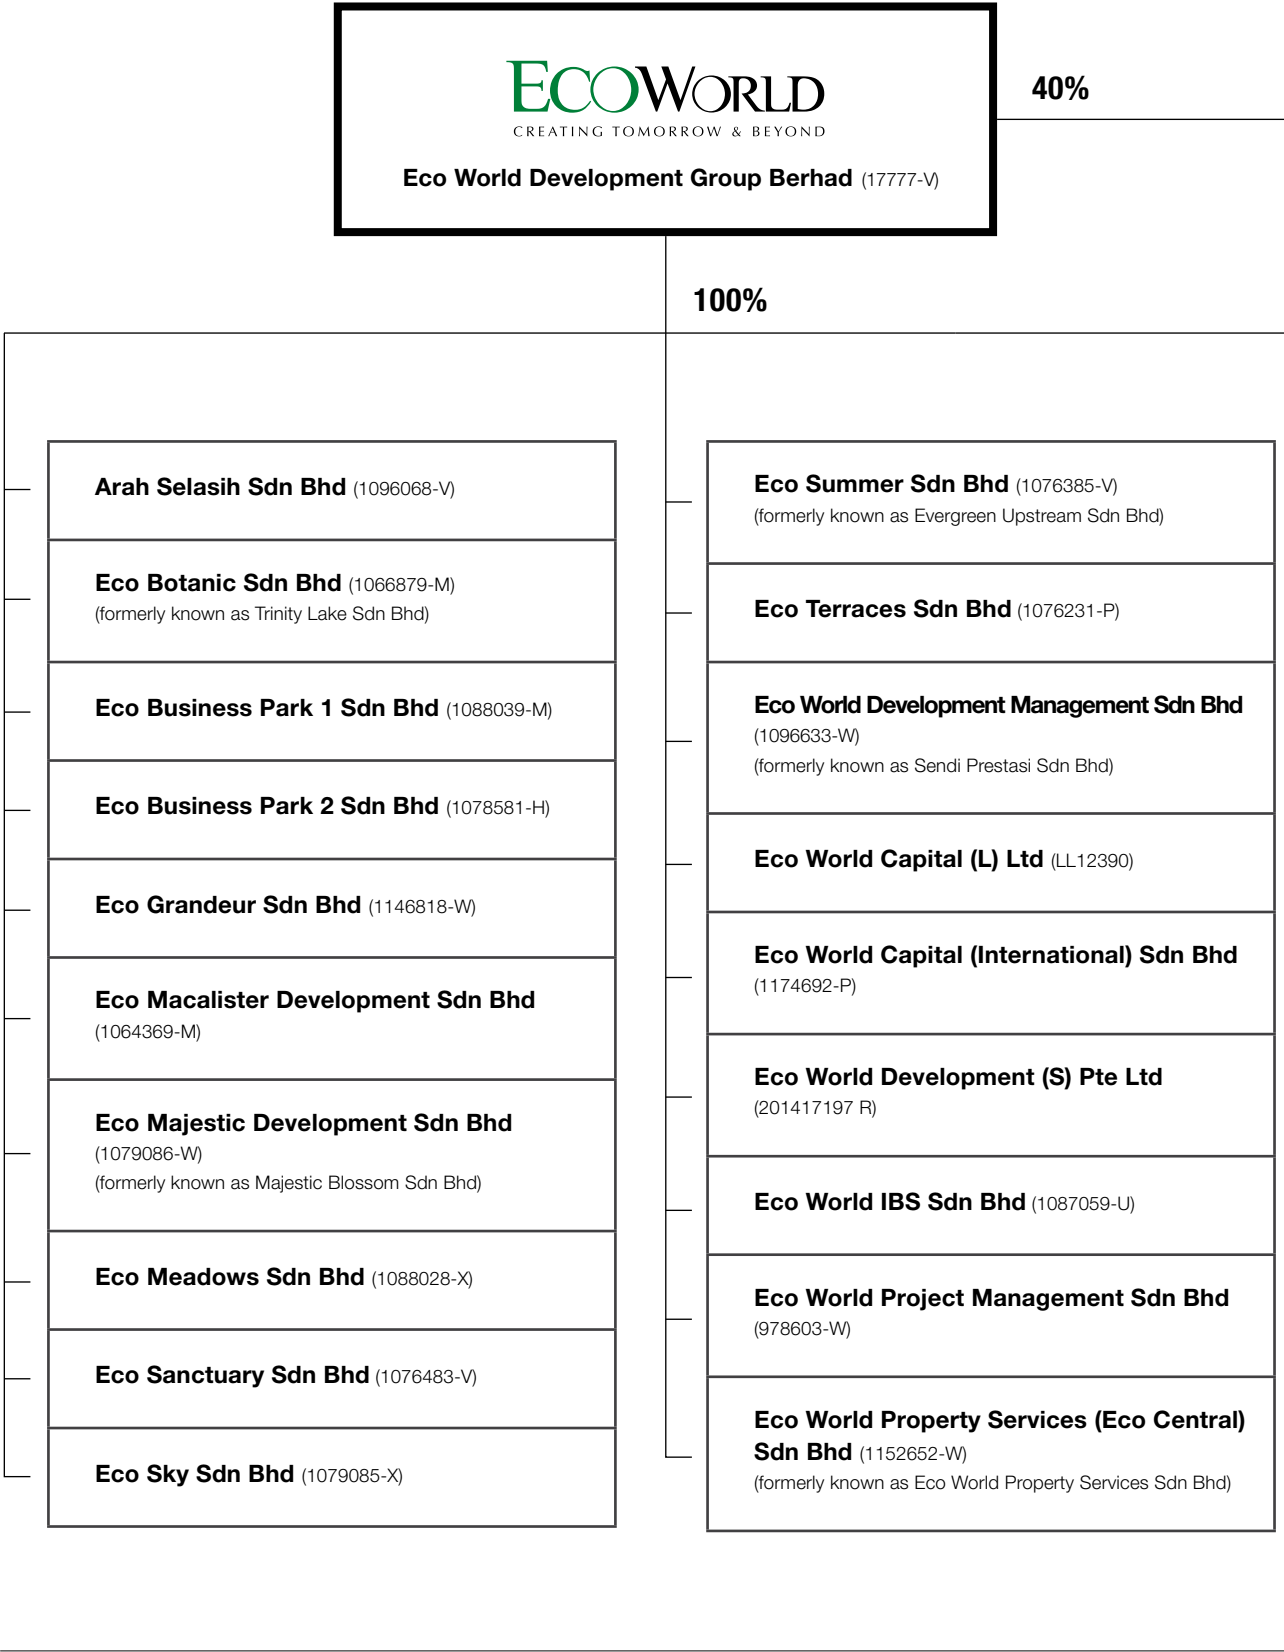 ECOWORLD
CREATING TOMORROW & BEYOND
Eco World Development Group Berhad (17777-V)
40%
100%
Arah Selasih Sdn Bhd (1096068-V)
Eco Botanic Sdn Bhd (1066879-M)
(formerly known as Trinity Lake Sdn Bhd)
Eco Business Park 1 Sdn Bhd (1088039-M)
Eco Business Park 2 Sdn Bhd (1078581-H)
Eco Grandeur Sdn Bhd (1146818-W)
Eco Macalister Development Sdn Bhd
(1064369-M)
Eco Majestic Development Sdn Bhd
(1079086-W)
(formerly known as Majestic Blossom Sdn Bhd)
Eco Meadows Sdn Bhd (1088028-X)
Eco Sanctuary Sdn Bhd (1076483-V)
Eco Sky Sdn Bhd (1079085-X)
Eco Summer Sdn Bhd (1076385-V)
(formerly known as Evergreen Upstream Sdn Bhd)
Eco Terraces Sdn Bhd (1076231-P)
Eco World Development Management Sdn Bhd
(1096633-W)
(formerly known as Sendi Prestasi Sdn Bhd)
Eco World Capital (L) Ltd (LL12390)
Eco World Capital (International) Sdn Bhd
(1174692-P)
Eco World Development (S) Pte Ltd
(201417197 R)
Eco World IBS Sdn Bhd (1087059-U)
Eco World Project Management Sdn Bhd
(978603-W)
Eco World Property Services (Eco Central)
Sdn Bhd (1152652-W)
(formerly known as Eco World Property Services Sdn Bhd)